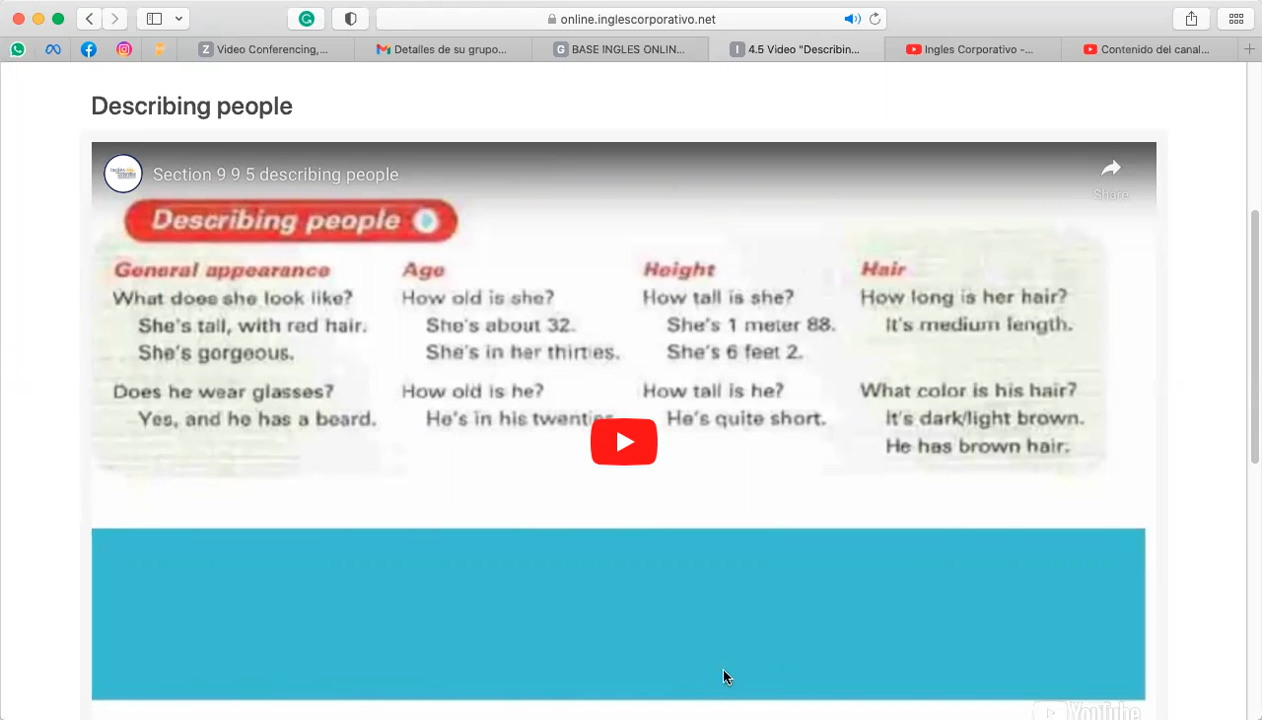 online.inglescorporativo.net
Video Conferencing,...
Detalles de su grupo...
BASE INGLES ONLIN...
4.5 Video "Describin...
Ingles Corporativo -...
Contenido del canal...
Describing people
Section 9 9 5 describing people
Share
Describing people
General appearance
What does she look like?
She's tall, with red hair.
She's gorgeous.
Does he wear glasses?
Yes, and he has a beard.
Age
How old is she?
She's about 32.
She's in her thirties.
How old is he?
He's in his twenties
Height
How tall is she?
She's 1 meter 88.
She's 6 feet 2.
How tall is he?
He's quite short.
Hair
How long is her hair?
It's medium length.
What color is his hair?
It's dark/light brown.
He has brown hair.
YouTube